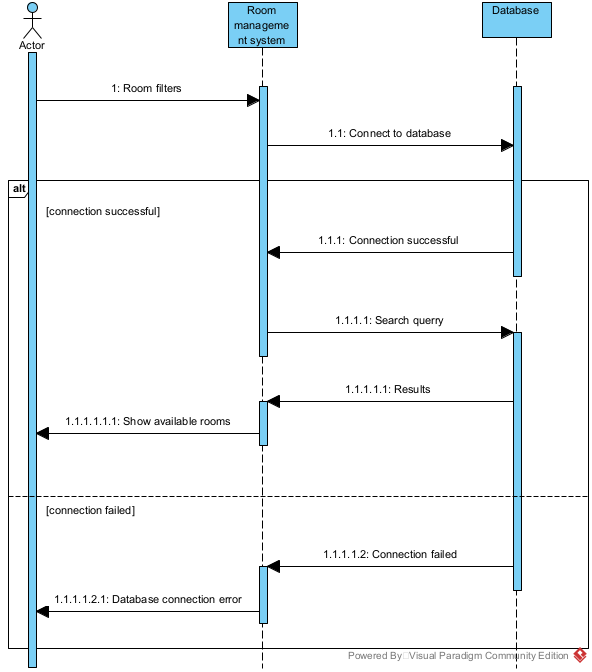 Actor
Room
manageme
nt system
Database
1: Room filters
1.1: Connect to database
alt
[connection successful]
1.1.1: Connection successful
1.1.1.1: Search querry
1.1.1.1.1: Results
1.1.1.1.1.1: Show available rooms
[connection failed]
1.1.1.1.2: Connection failed
1.1.1.1.2.1: Database connection error
Powered By Visual Paradigm Community Edition